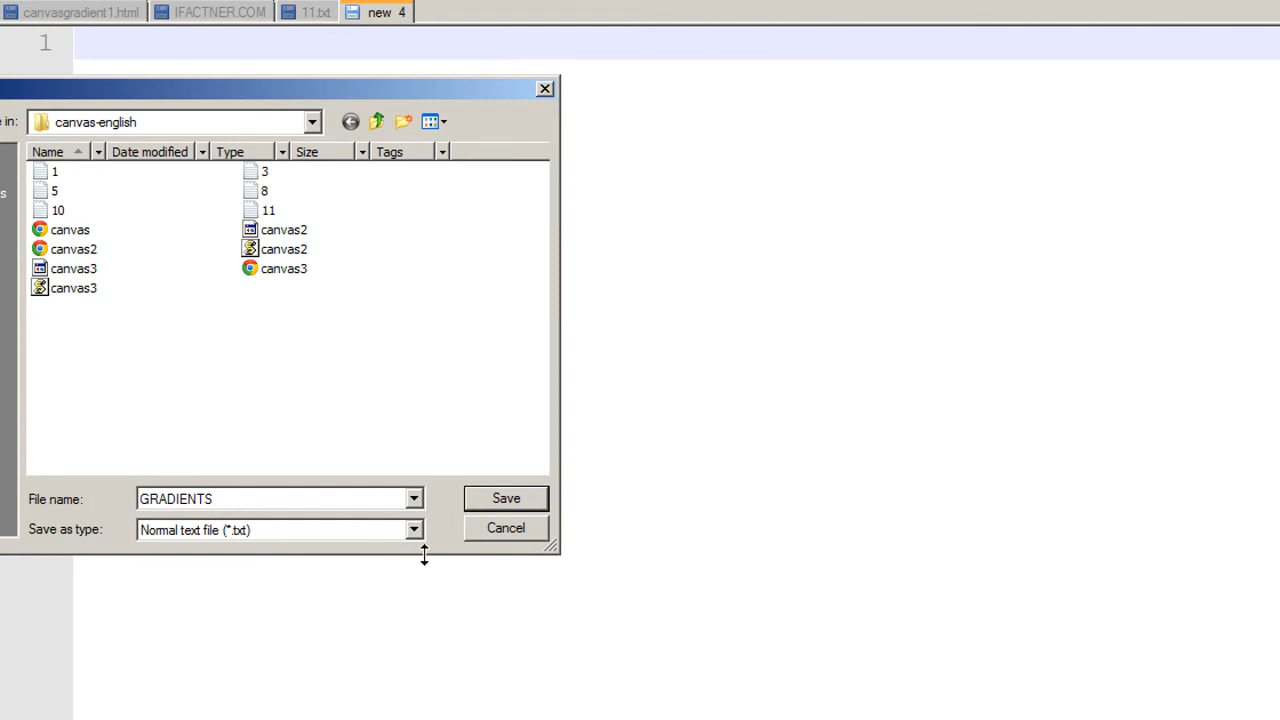 canvasgradient1.html IFACTNER.COM 11.txt new 4
1
in: canvas-english
Name Date modified Type Size Tags
1 3
s
5 8
10 11
canvas canvas2
canvas2 canvas2
canvas3 canvas3
canvas3
File name: GRADIENTS Save
Save as type: Normal text file (*.txt) Cancel